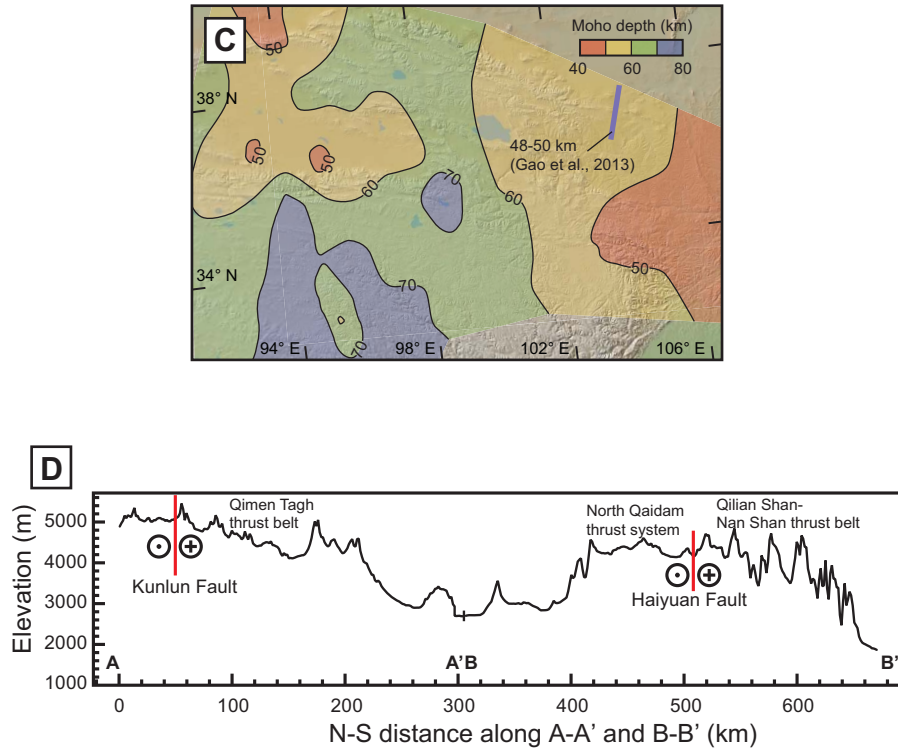 C
Moho depth (km)
40 60 80
50
38° N
48-50 km
(Gao et al., 2013)
50
50
60
70
60
34° N
70
50
70
94° E 98° E 102° E 106° E
D
Elevation (m)
5000
4000
3000
2000
1000
Qimen Tagh
thrust belt
Kunlun Fault
North Qaidam
thrust system
Qilian Shan-
Nan Shan thrust belt
Haiyuan Fault
A A' B B'
0 100 200 300 400 500 600
N-S distance along A-A' and B-B' (km)